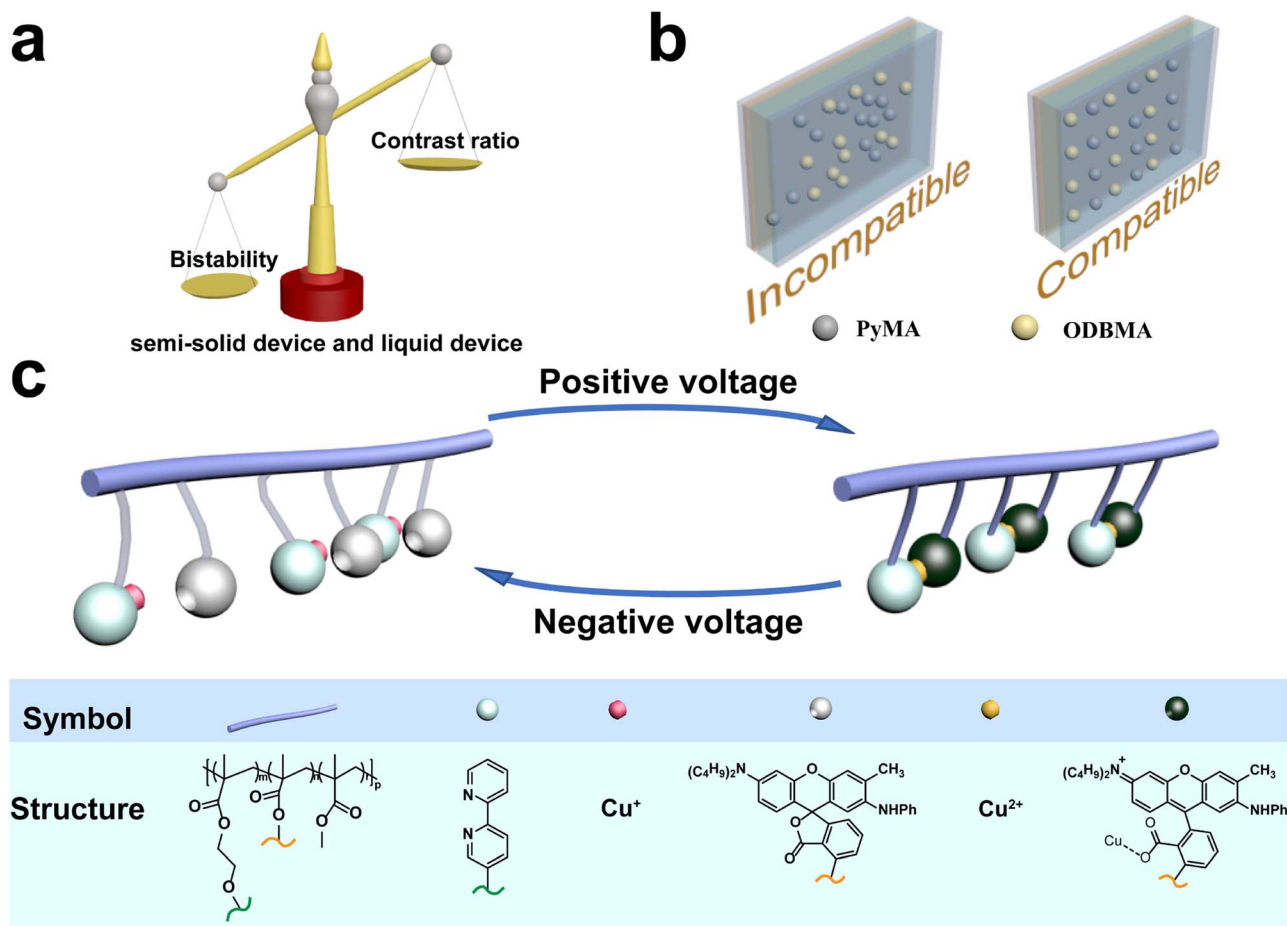 a
Contrast ratio
Bistability
semi-solid device and liquid device
b
Incompatible
Compatible
PyMA
ODBMA
c
Positive voltage
Negative voltage
Symbol
Structure
m
n
p
O
O
O
O
O
O
O
O
N
N
Cu⁺
(C₄H₉)₂N
O
CH₃
NHPh
O
O
Cu²⁺
(C₄H₉)₂N⁺
O
CH₃
NHPh
O
Cu
O